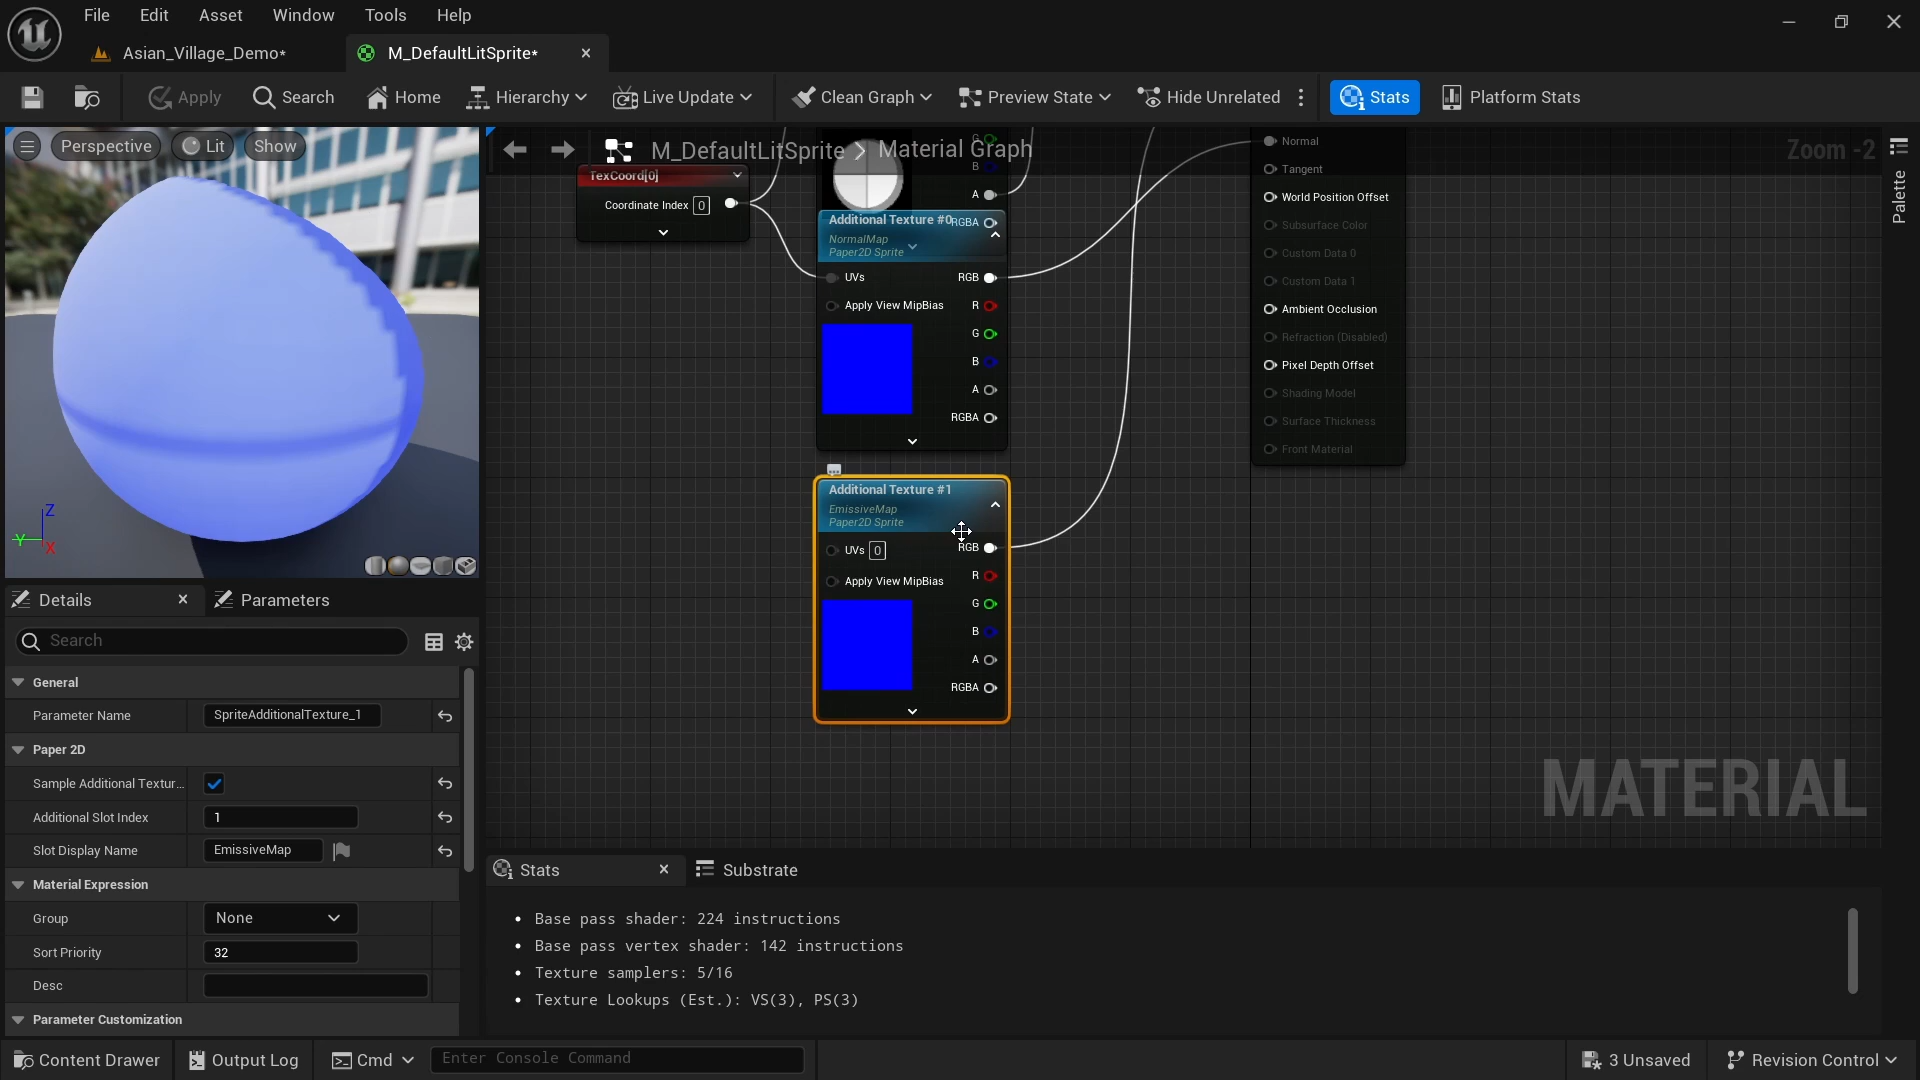 File Edit Asset Window Tools Help
Asian_Village_Demo*
M_DefaultLitSprite*
Apply Search Home Hierarchy Live Update Clean Graph Preview State Hide Unrelated Stats Platform Stats
Perspective Lit Show
M_DefaultLitSprite > Material Graph
Zoom -2
Palette
TexCoord[0]
Coordinate Index 0
G
B
A
RGBA
Additional Texture #0
NormalMap
Paper2D Sprite
UVs RGB
Apply View MipBias R
G
B
A
RGBA
Additional Texture #1
EmissiveMap
Paper2D Sprite
UVs 0 RGB
Apply View MipBias R
G
B
A
RGBA
Normal
Tangent
World Position Offset
Subsurface Color
Custom Data 0
Custom Data 1
Ambient Occlusion
Refraction (Disabled)
Pixel Depth Offset
Shading Model
Surface Thickness
Front Material
MATERIAL
Z
Y
X
Details Parameters
Search
General
Parameter Name SpriteAdditionalTexture_1
Paper 2D
Sample Additional Textur...
Additional Slot Index 1
Slot Display Name EmissiveMap
Material Expression
Group None
Sort Priority 32
Desc
Parameter Customization
Stats Substrate
• Base pass shader: 224 instructions
• Base pass vertex shader: 142 instructions
• Texture samplers: 5/16
• Texture Lookups (Est.): VS(3), PS(3)
Content Drawer Output Log Cmd Enter Console Command 3 Unsaved Revision Control